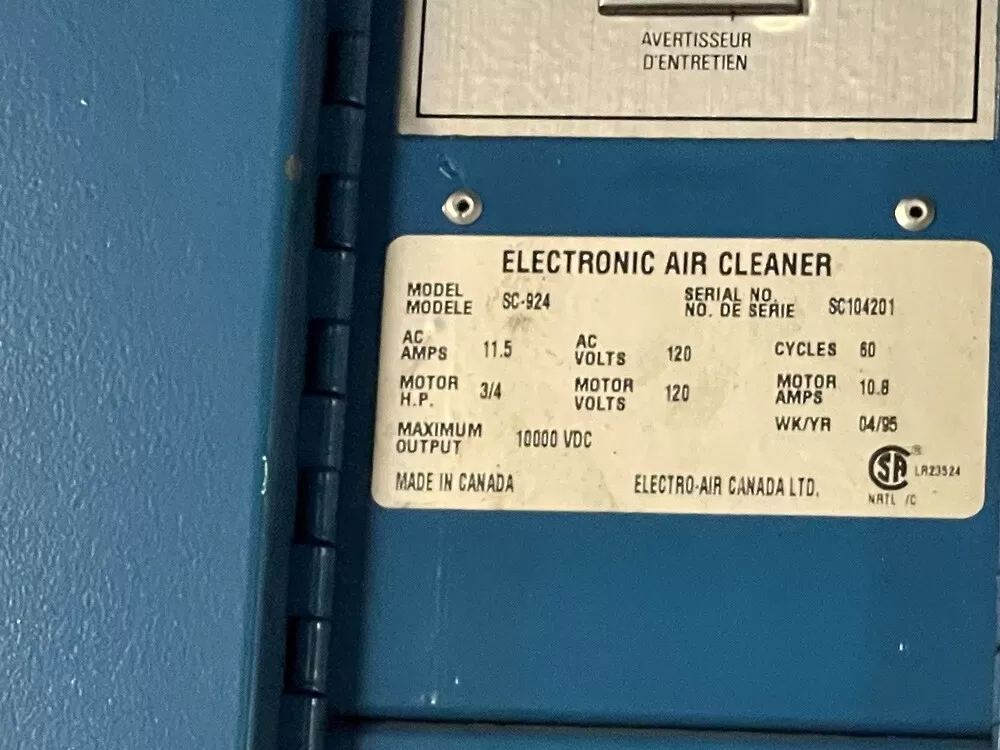 AVERTISSEUR
D'ENTRETIEN
ELECTRONIC AIR CLEANER
MODEL
MODELE SC-924
SERIAL NO.
NO. DE SERIE SC104201
AC
AMPS 11.5
AC
VOLTS 120
CYCLES 60
MOTOR
H.P. 3/4
MOTOR
VOLTS 120
MOTOR
AMPS 10.8
WK/YR 04/95
MAXIMUM
OUTPUT 10000 VDC
MADE IN CANADA
ELECTRO-AIR CANADA LTD.
SA ®
LR23524
NRTL /C